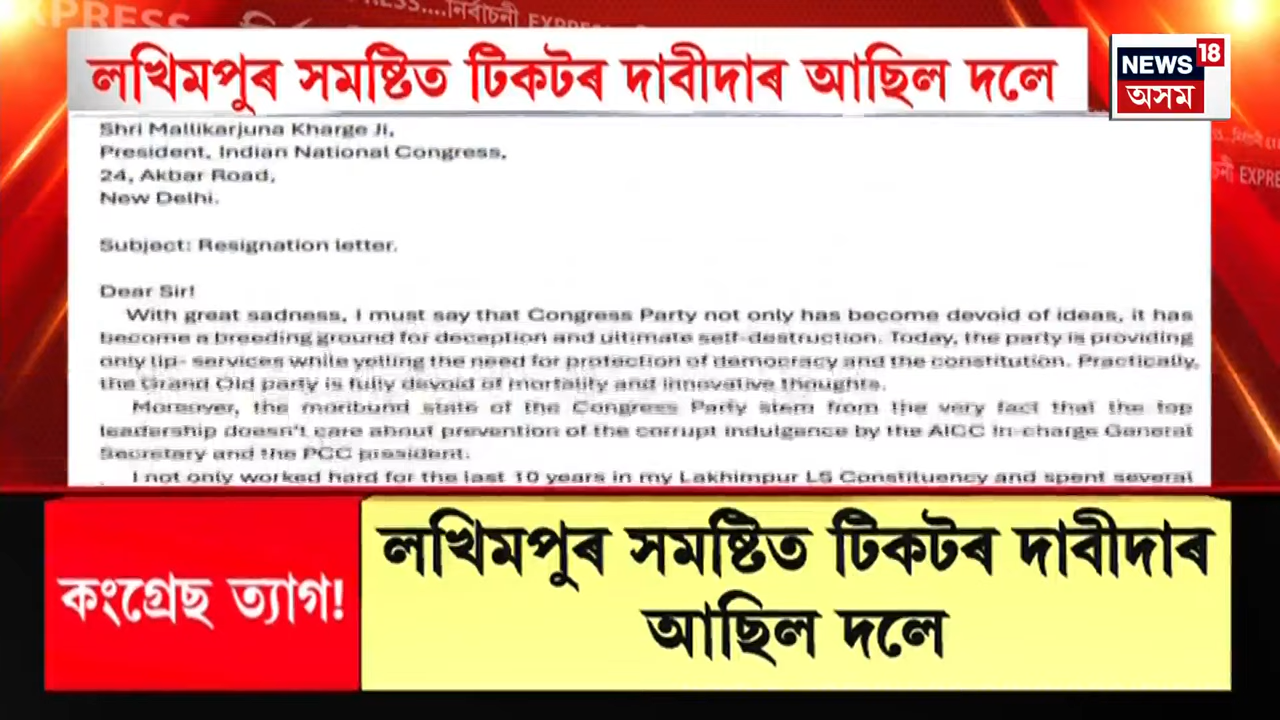 EXPRESS....নিৰ্বাচনী EXPRESS
লখিমপুৰ সমষ্টিত টিকটৰ দাবীদাৰ আছিল দলে
NEWS 18
অসম
Shri Mallikarjuna Kharge Ji,
President, Indian National Congress,
24, Akbar Road,
New Delhi.
Subject: Resignation letter.
Dear Sir!
With great sadness, I must say that Congress Party not only has become devoid of ideas, it has
become a breeding ground for deception and ultimate self-destruction. Today, the party is providing
only lip- services while yelling the need for protection of democracy and the constitution. Practically,
the Grand Old party is fully devoid of mortality and innovative thoughts.
Moreover, the moribund state of the Congress Party stem from the very fact that the top
leadership doesn't care about prevention of the corrupt indulgence by the AICC in-charge General
Secretary and the PCC president.
I not only worked hard for the last 10 years in my Lakhimpur LS Constituency and spent several
কংগ্ৰেছ ত্যাগ!
লখিমপুৰ সমষ্টিত টিকটৰ দাবীদাৰ
আছিল দলে